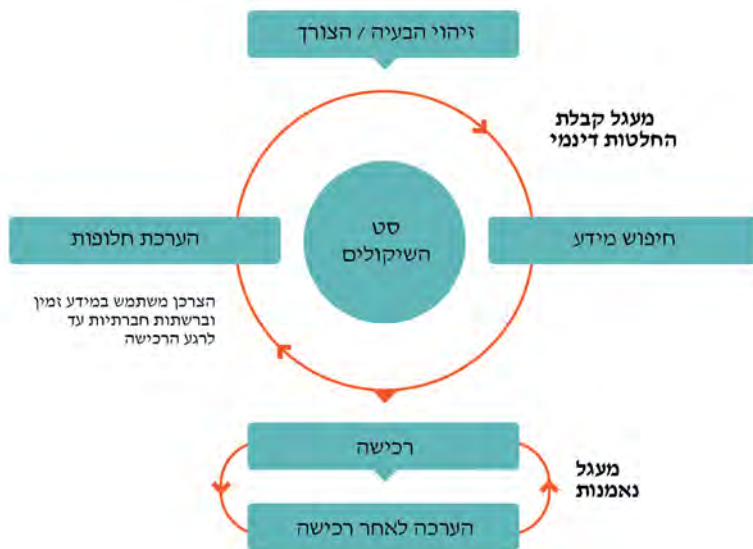 זיהוי הבעיה / הצורך
מעגל קבלת
החלטות דינמי
סט
השיקולים
חיפוש מידע
הערכת חלופות
הצרכן משתמש במידע זמין
וברשתות חברתיות עד
לרגע הרכישה
רכישה
מעגל
נאמנות
הערכה לאחר רכישה